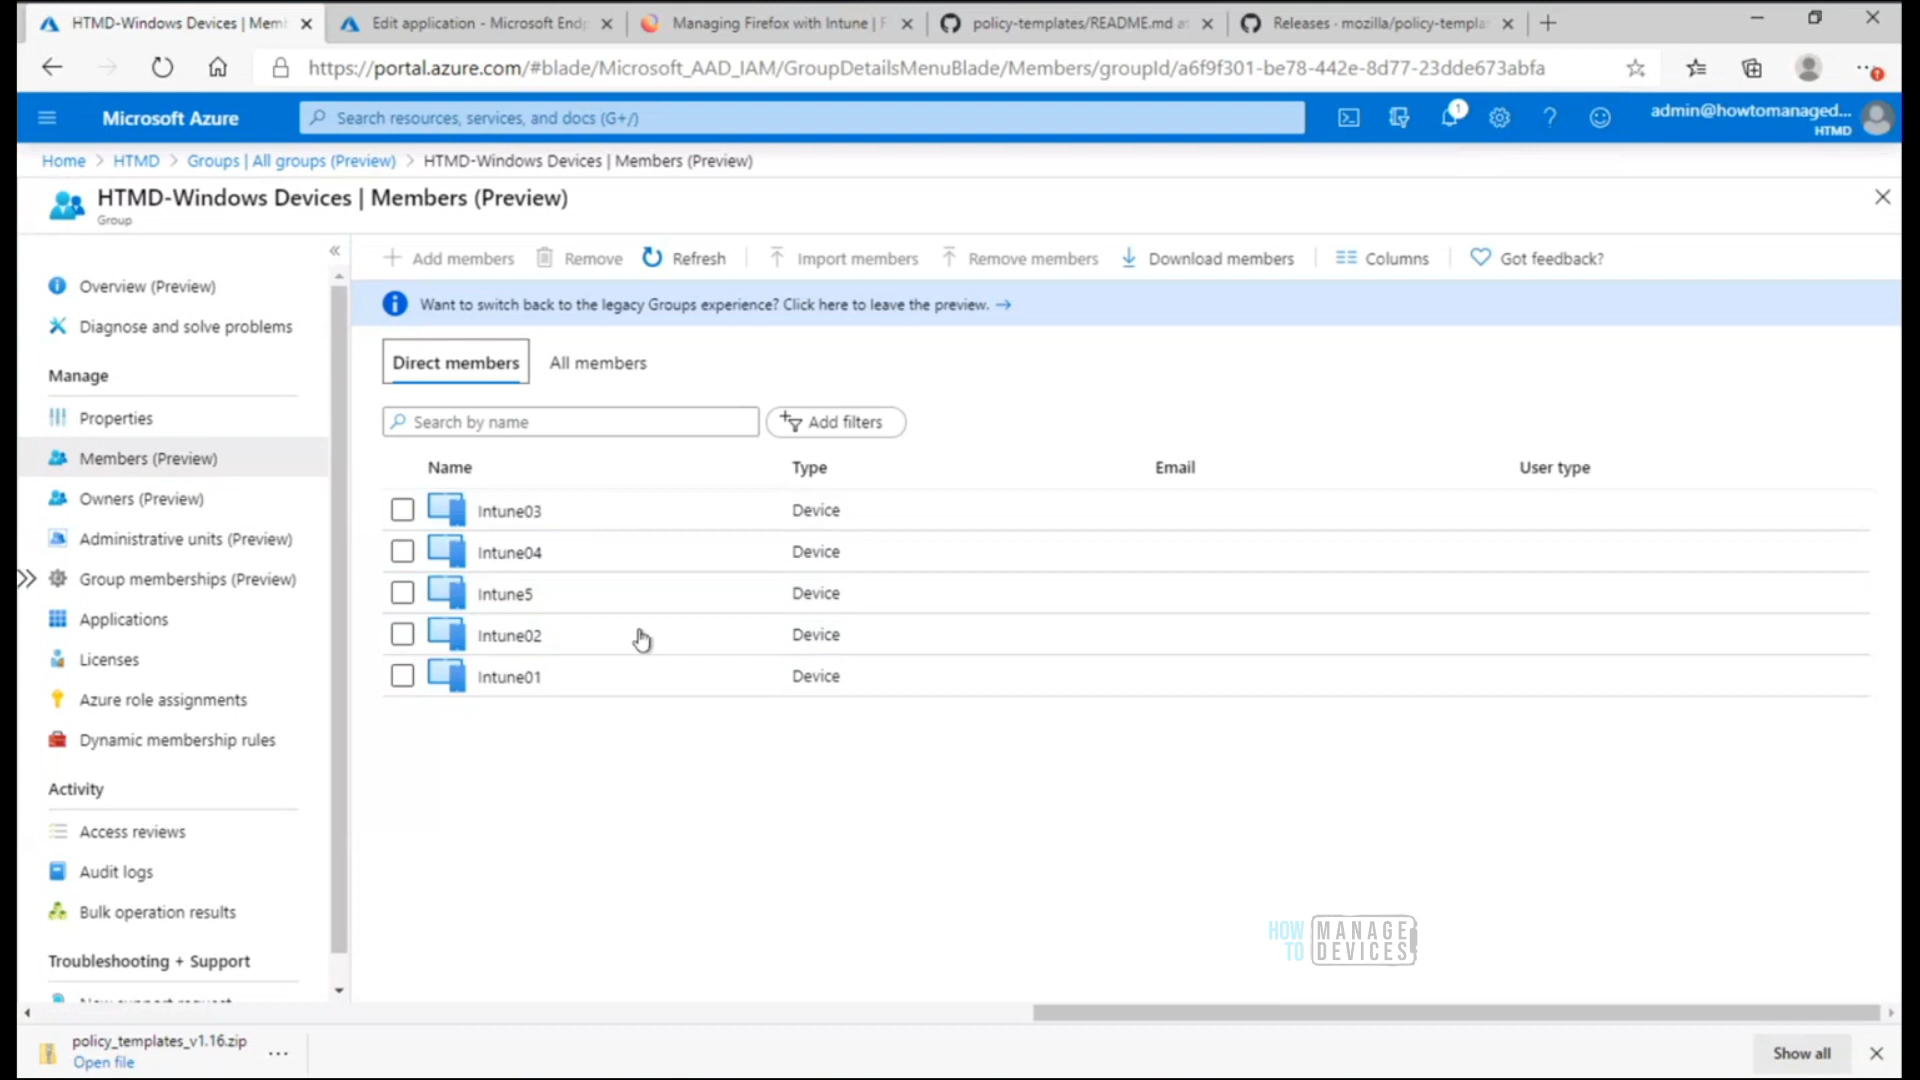 HTMD-Windows Devices | Memb
Edit application - Microsoft Endp
Managing Firefox with Intune | F
policy-templates/README.md a
Releases · mozilla/policy-templa
https://portal.azure.com/#blade/Microsoft_AAD_IAM/GroupDetailsMenuBlade/Members/groupId/a6f9f301-be78-442e-8d77-23dde673abfa
Microsoft Azure
Search resources, services, and docs (G+/)
1
admin@howtomanaged...
HTMD
Home > HTMD > Groups | All groups (Preview) > HTMD-Windows Devices | Members (Preview)
HTMD-Windows Devices | Members (Preview)
Group
Overview (Preview)
Diagnose and solve problems
Manage
Properties
Members (Preview)
Owners (Preview)
Administrative units (Preview)
Group memberships (Preview)
Applications
Licenses
Azure role assignments
Dynamic membership rules
Activity
Access reviews
Audit logs
Bulk operation results
Troubleshooting + Support
Add members Remove Refresh Import members Remove members Download members Columns Got feedback?
Want to switch back to the legacy Groups experience? Click here to leave the preview. →
Direct members All members
Search by name Add filters
Name Type Email User type
Intune03 Device
Intune04 Device
Intune5 Device
Intune02 Device
Intune01 Device
HOW TO MANAGE DEVICES
policy_templates_v1.16.zip
Open file
Show all